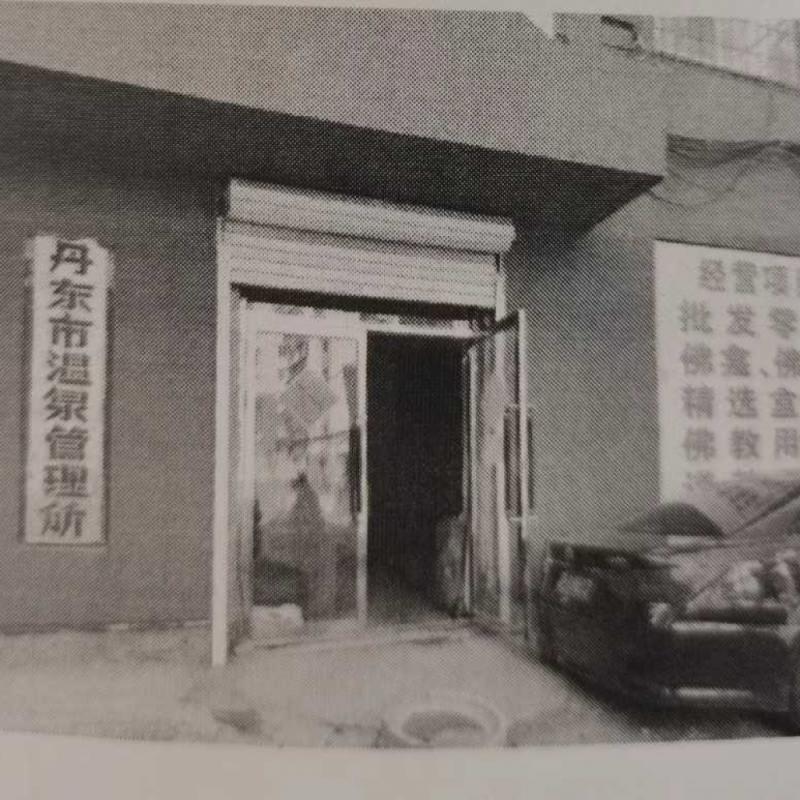 丹东市温泉管理所
经营项
批发零
佛龛、佛
精选盒
佛教用